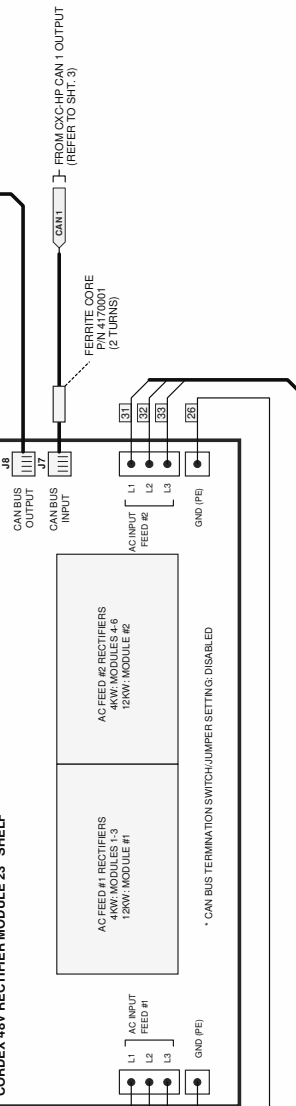 FROM CXC-HP CAN 1 OUTPUT
(REFER TO SHT. 3)
CAN1
FERRITE CORE
P/N 4170001
(2 TURNS)
J8
J7
CAN BUS
OUTPUT
CAN BUS
INPUT
31
32
33
26
L1
L2
L3
AC INPUT
FEED #2
GND (PE)
AC FEED #2 RECTIFIERS
4KW: MODULES 4-6
12KW: MODULE #2
AC FEED #1 RECTIFIERS
4KW: MODULES 1-3
12KW: MODULE #1
* CAN BUS TERMINATION SWITCH/JUMPER SETTING: DISABLED
CORDEX 48V RECTIFIER MODULE 23" SHELF
AC INPUT
FEED #1
L1
L2
L3
GND (PE)